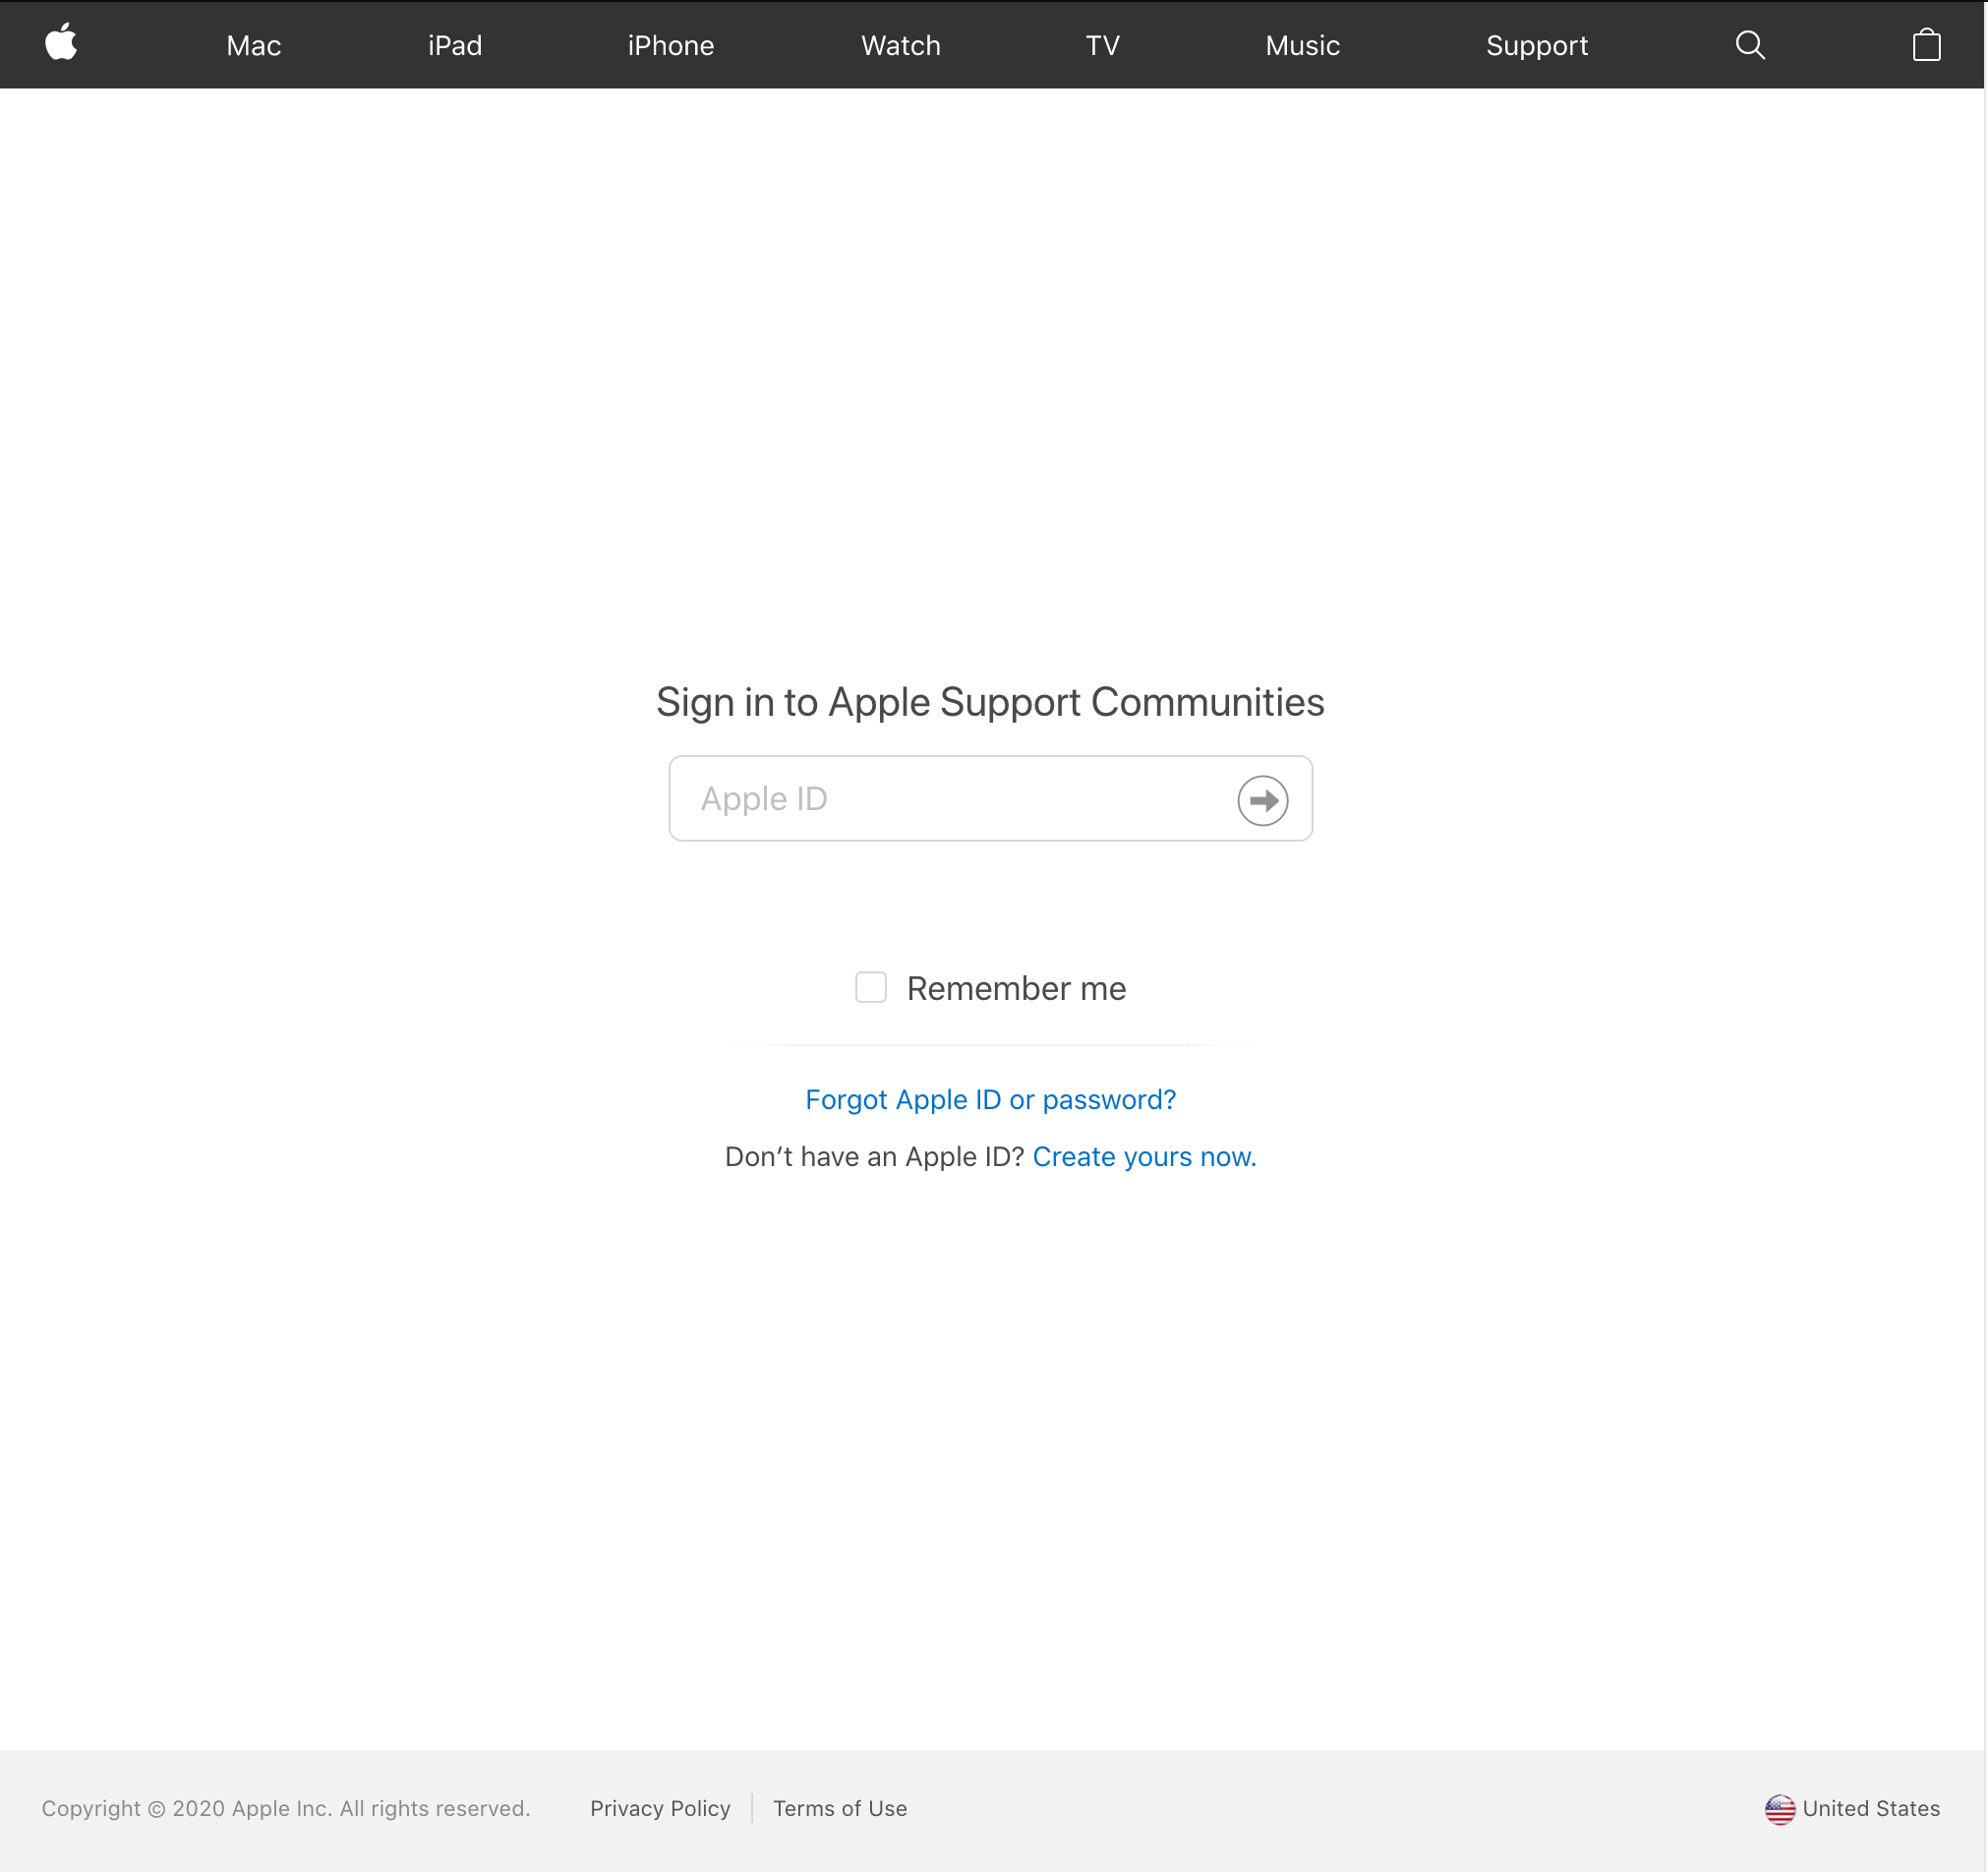 Mac iPad iPhone Watch TV Music Support
Sign in to Apple Support Communities
Apple ID
Remember me
Forgot Apple ID or password?
Don’t have an Apple ID? Create yours now.
Copyright © 2020 Apple Inc. All rights reserved. Privacy Policy Terms of Use United States